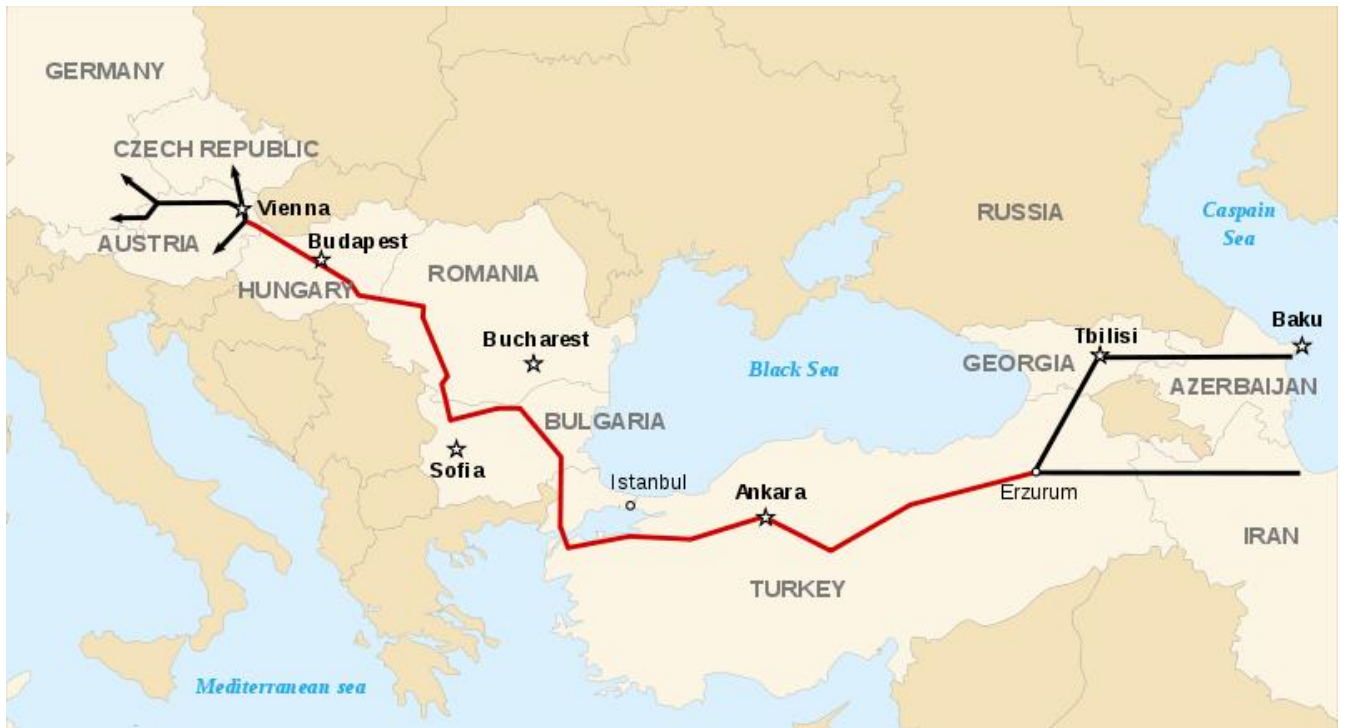 GERMANY
CZECH REPUBLIC
Vienna
AUSTRIA
Budapest
HUNGARY
ROMANIA
Bucharest
BULGARIA
Sofia
Istanbul
Ankara
TURKEY
Black Sea
RUSSIA
Caspain
Sea
Tbilisi
Baku
GEORGIA
AZERBAIJAN
Erzurum
IRAN
Mediterranean sea